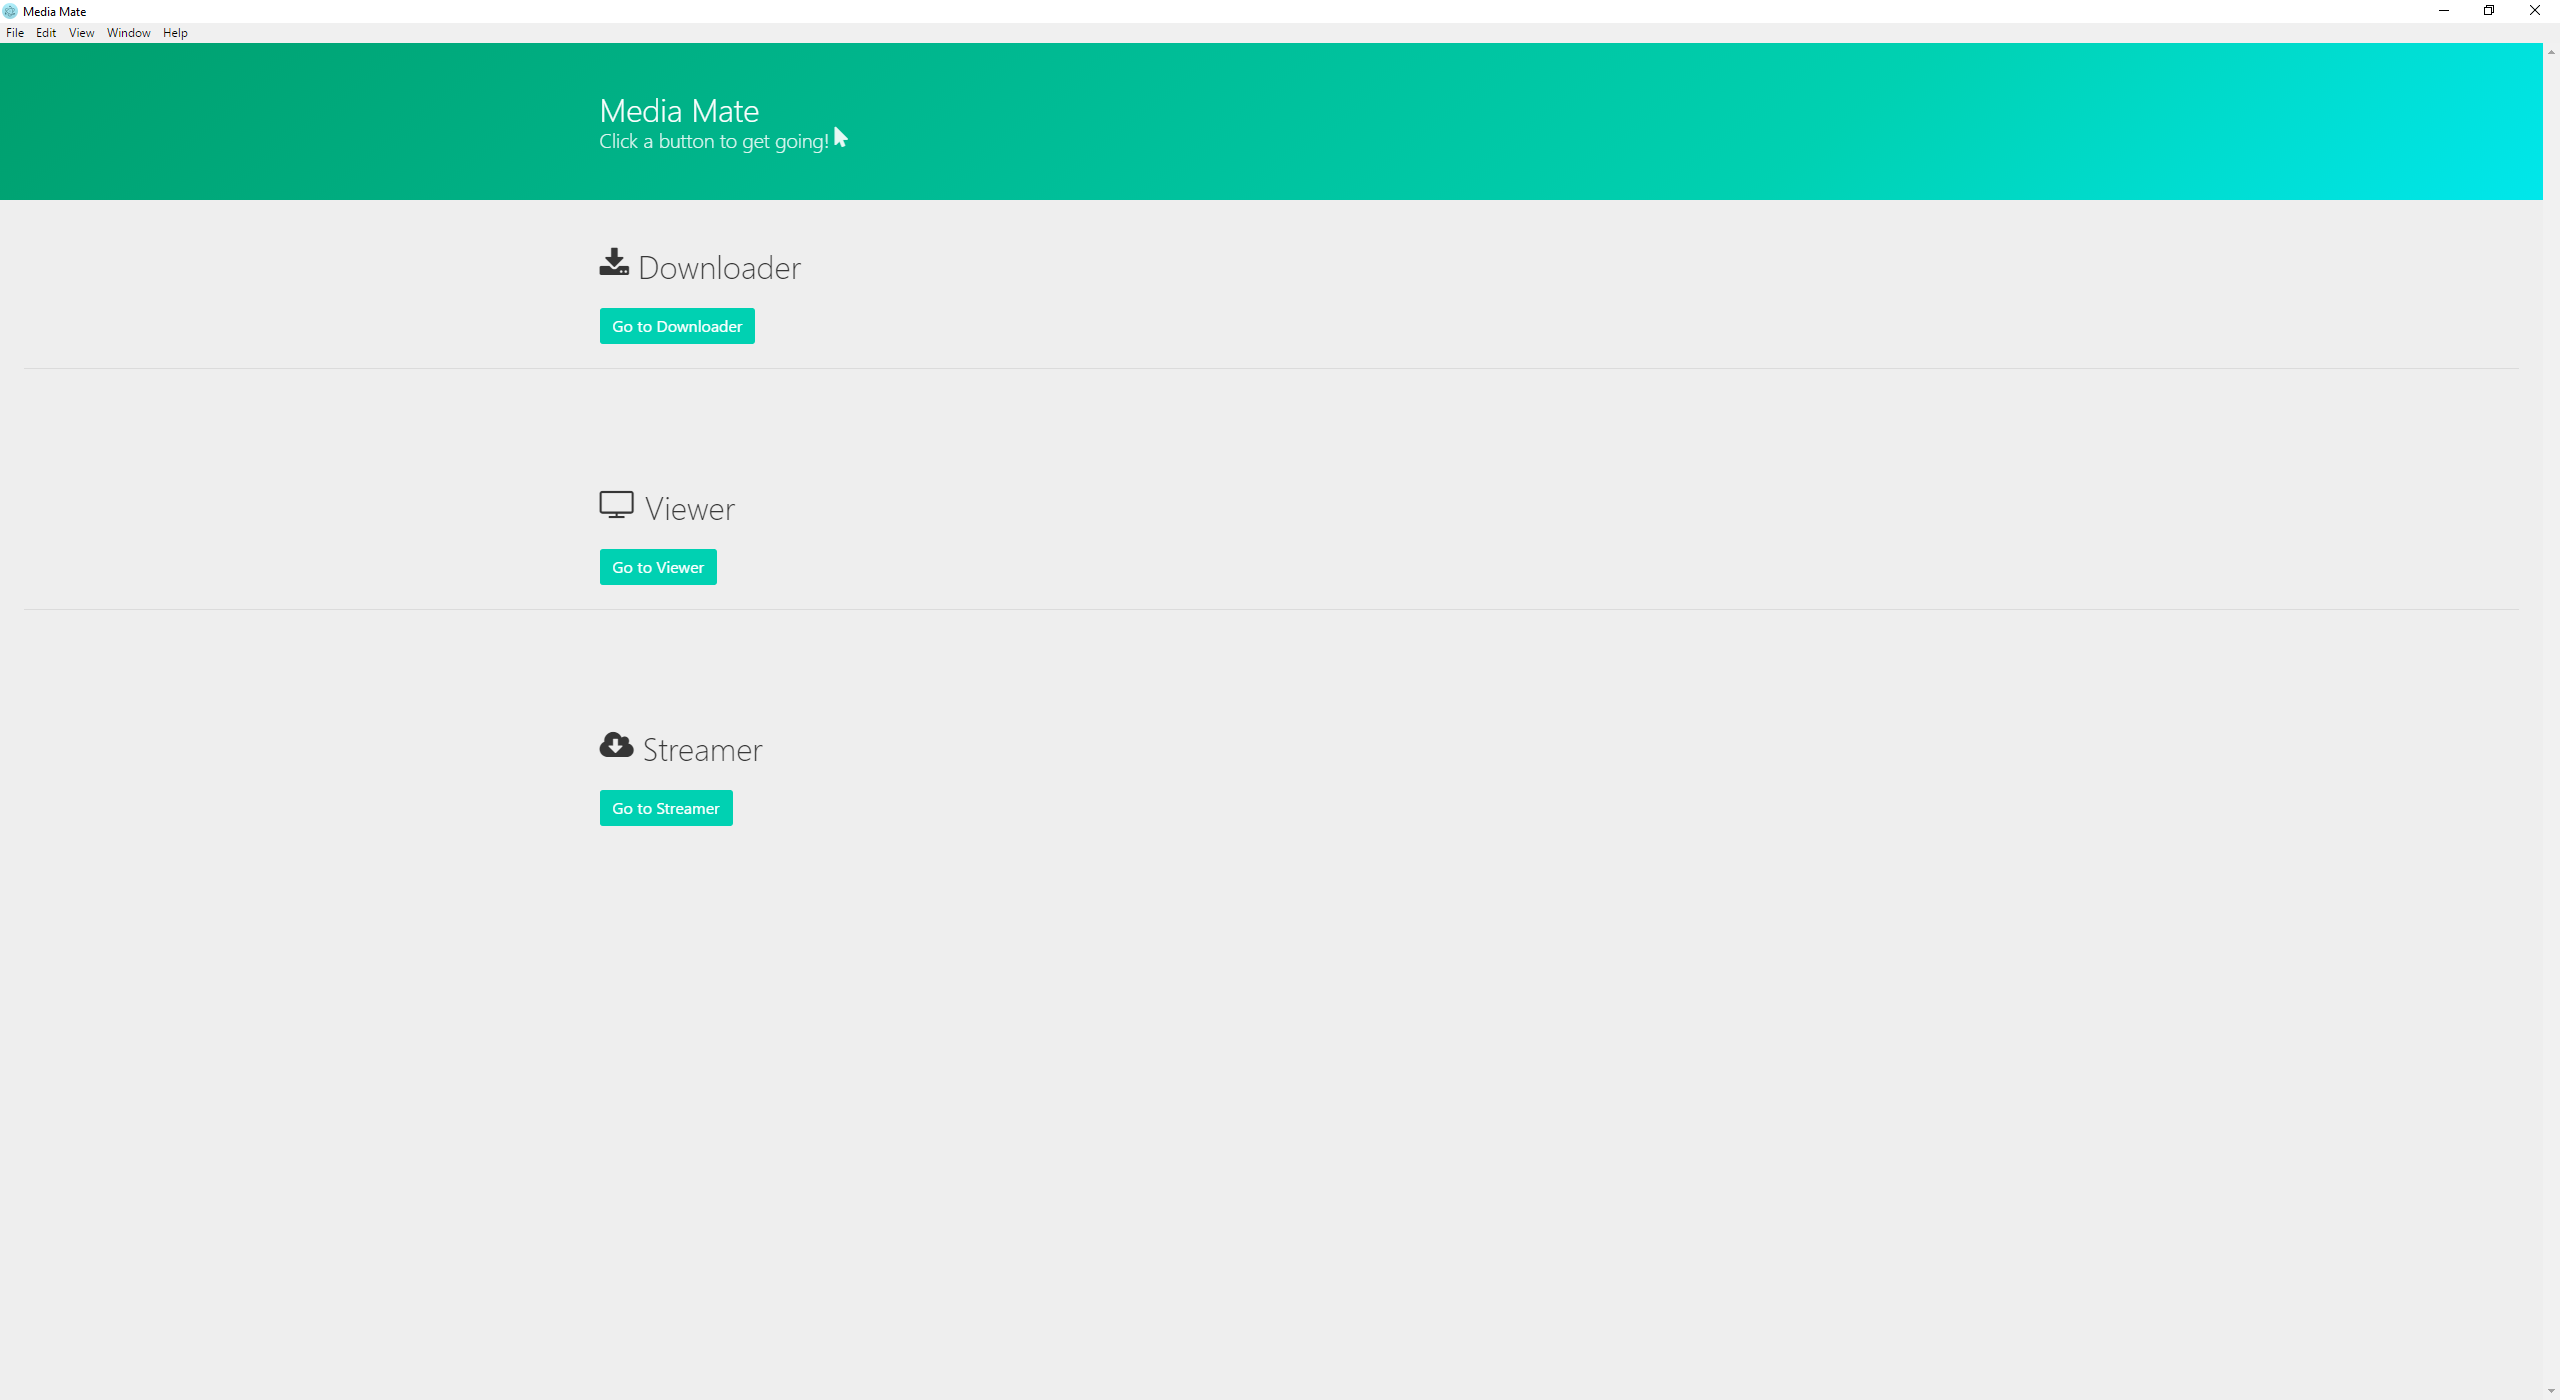 Media Mate
File Edit View Window Help
Media Mate
Click a button to get going!
Downloader
Go to Downloader
Viewer
Go to Viewer
Streamer
Go to Streamer